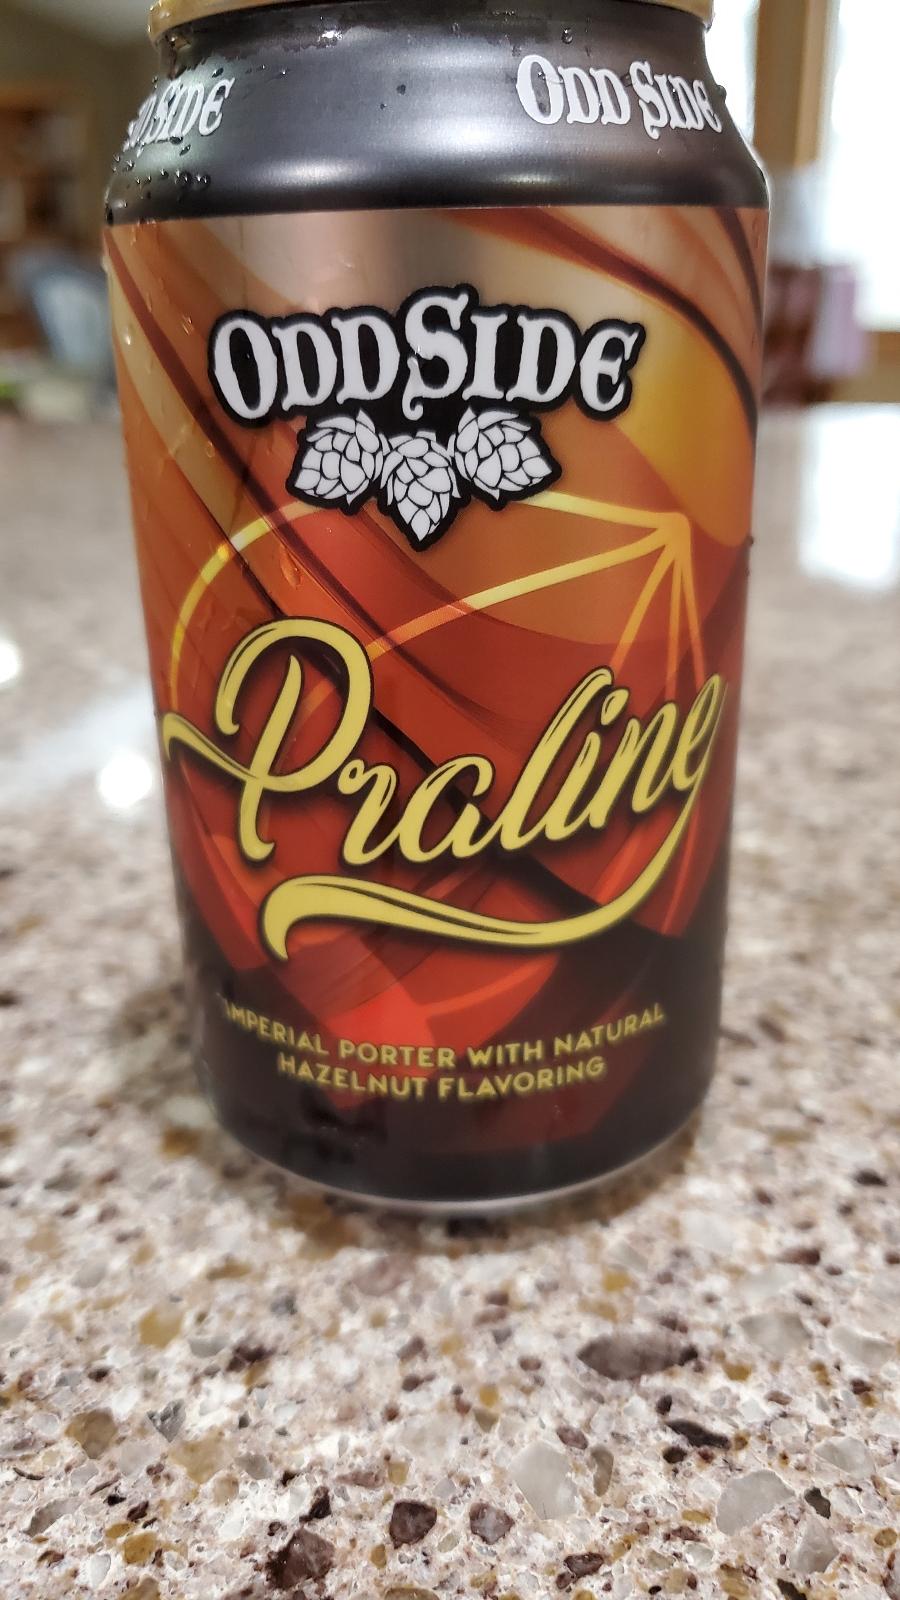 ODD SIDE
ODD SIDE
ODDSIDE
Praline
IMPERIAL PORTER WITH NATURAL
HAZELNUT FLAVORING